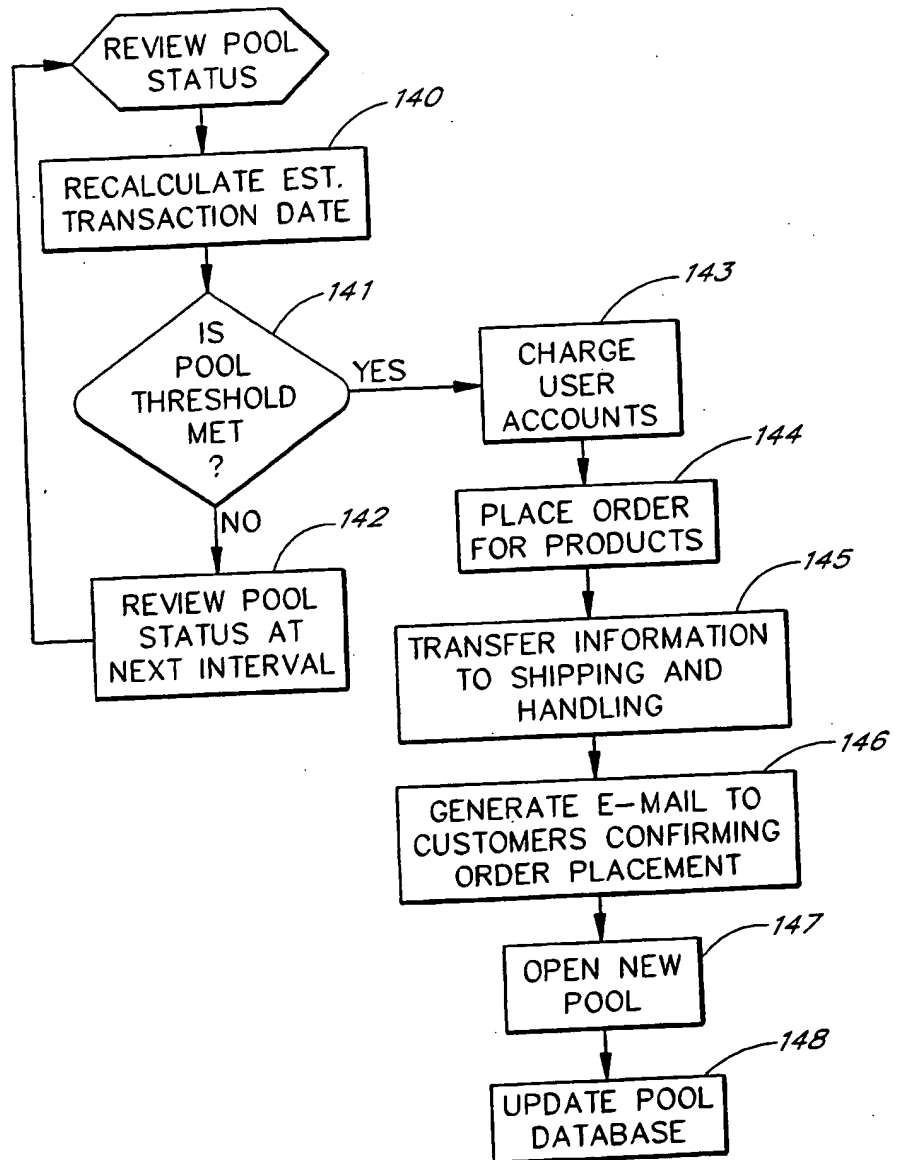 REVIEW POOL
STATUS
140
RECALCULATE EST.
TRANSACTION DATE
141
IS
POOL
THRESHOLD
MET
?
YES
NO
142
REVIEW POOL
STATUS AT
NEXT INTERVAL
143
CHARGE
USER
ACCOUNTS
144
PLACE ORDER
FOR PRODUCTS
145
TRANSFER INFORMATION
TO SHIPPING AND
HANDLING
146
GENERATE E-MAIL TO
CUSTOMERS CONFIRMING
ORDER PLACEMENT
147
OPEN NEW
POOL
148
UPDATE POOL
DATABASE